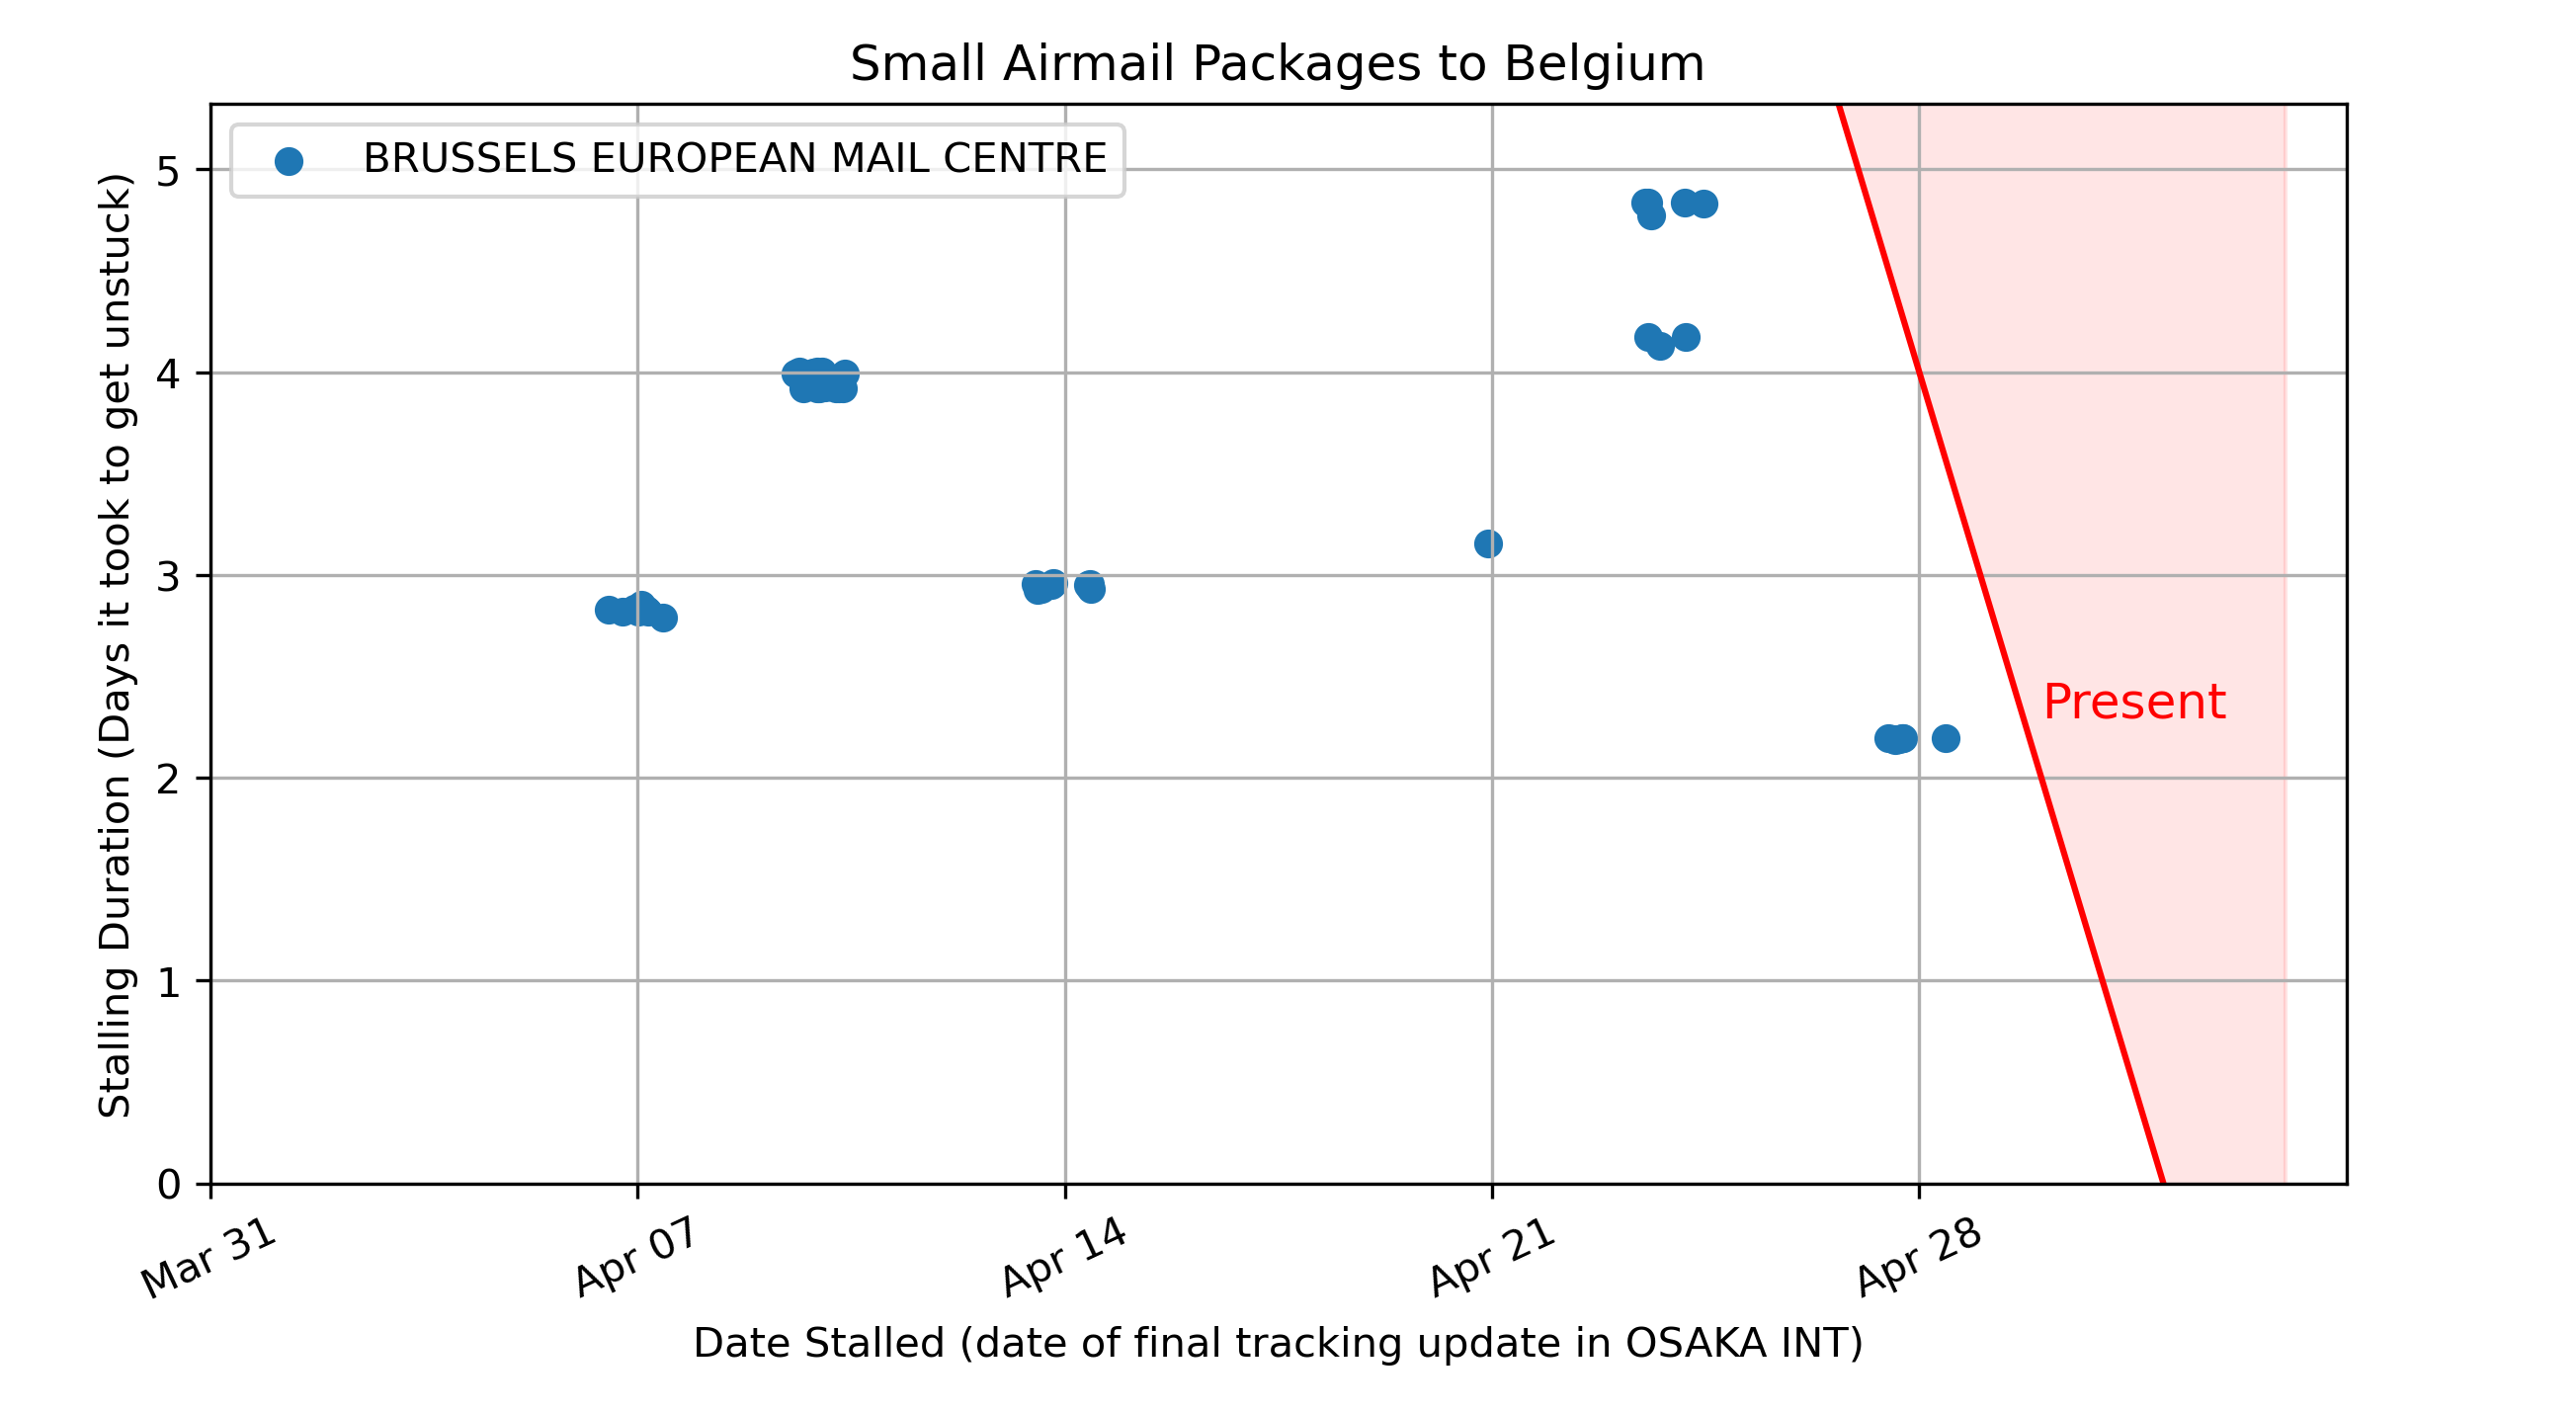 Small Airmail Packages to Belgium
BRUSSELS EUROPEAN MAIL CENTRE
Stalling Duration (Days it took to get unstuck)
5
4
3
2
1
0
Present
Mar 31
Apr 07
Apr 14
Apr 21
Apr 28
Date Stalled (date of final tracking update in OSAKA INT)